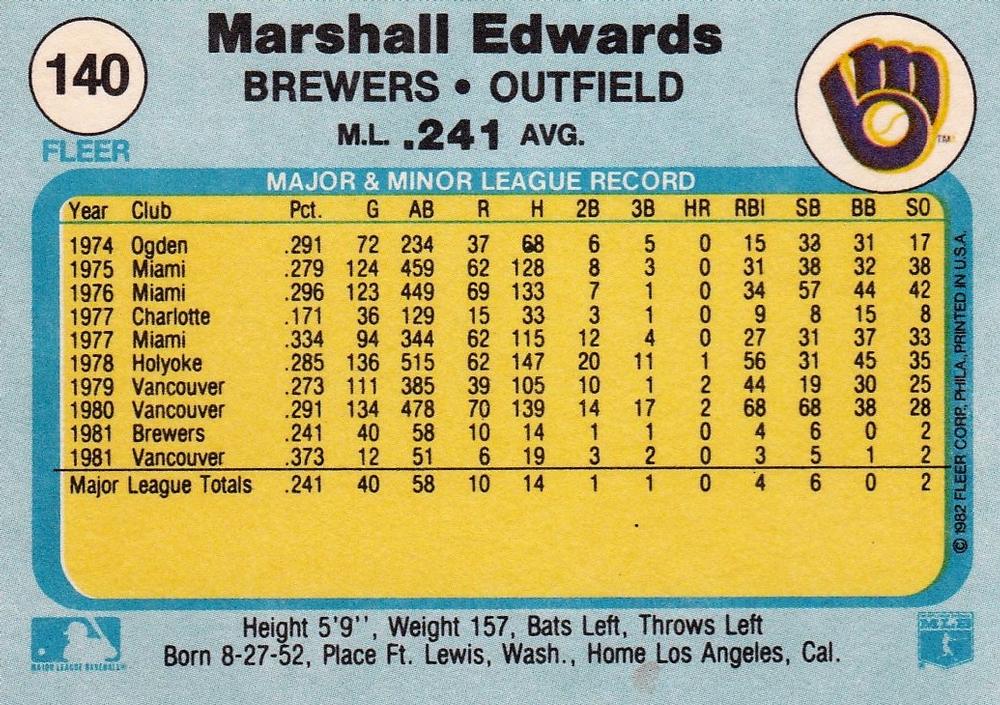 140
FLEER
Marshall Edwards
BREWERS • OUTFIELD
M.L. .241 AVG.
TM
MAJOR & MINOR LEAGUE RECORD
Year Club Pct. G AB R H 2B 3B HR RBI SB BB SO
1974 Ogden .291 72 234 37 68 6 5 0 15 33 31 17
1975 Miami .279 124 459 62 128 8 3 0 31 38 32 38
1976 Miami .296 123 449 69 133 7 1 0 34 57 44 42
1977 Charlotte .171 36 129 15 33 3 1 0 9 8 15 8
1977 Miami .334 94 344 62 115 12 4 0 27 31 37 33
1978 Holyoke .285 136 515 62 147 20 11 1 56 31 45 35
1979 Vancouver .273 111 385 39 105 10 1 2 44 19 30 25
1980 Vancouver .291 134 478 70 139 14 17 2 68 68 38 28
1981 Brewers .241 40 58 10 14 1 1 0 4 6 0 2
1981 Vancouver .373 12 51 6 19 3 2 0 3 5 1 2
Major League Totals .241 40 58 10 14 1 1 0 4 6 0 2
© 1982 FLEER CORP., PHILA., PRINTED IN U.S.A.
Height 5'9'', Weight 157, Bats Left, Throws Left
Born 8-27-52, Place Ft. Lewis, Wash., Home Los Angeles, Cal.
MAJOR LEAGUE BASEBALL
MLB